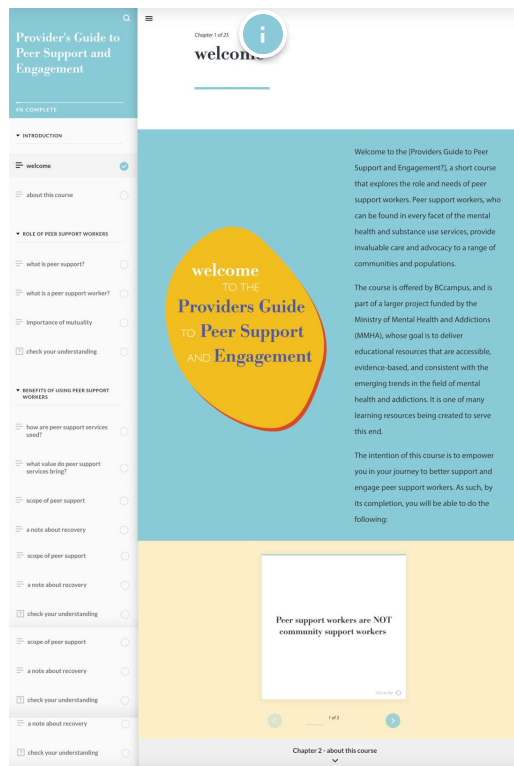 Provider's Guide to
Peer Support and
Engagement
4% COMPLETE
INTRODUCTION
welcome
about this course
ROLE OF PEER SUPPORT WORKERS
what is peer support?
what is a peer support worker?
importance of mutuality
check your understanding
BENEFITS OF USING PEER SUPPORT
WORKERS
how are peer support services
used?
what value do peer support
services bring?
scope of peer support
a note about recovery
scope of peer support
a note about recovery
check your understanding
scope of peer support
a note about recovery
check your understanding
a note about recovery
check your understanding
Chapter 1 of 25
i
welcome
welcome
TO THE
Providers Guide
TO Peer Support
AND Engagement
Welcome to the [Providers Guide to Peer
Support and Engagement?], a short course
that explores the role and needs of peer
support workers. Peer support workers, who
can be found in every facet of the mental
health and substance use services, provide
invaluable care and advocacy to a range of
communities and populations.
The course is offered by BCcampus, and is
part of a larger project funded by the
Ministry of Mental Health and Addictions
(MMHA), whose goal is to deliver
educational resources that are accessible,
evidence-based, and consistent with the
emerging trends in the field of mental
health and addictions. It is one of many
learning resources being created to serve
this end.
The intention of this course is to empower
you in your journey to better support and
engage peer support workers. As such, by
its completion, you will be able to do the
following:
Peer support workers are NOT
community support workers
1 of 3
Chapter 2 - about this course